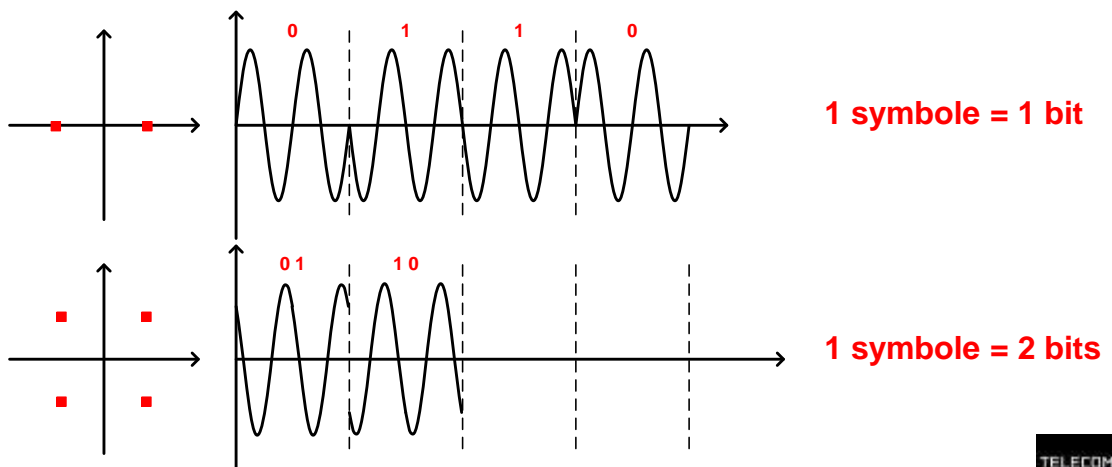 0 1 1 0
1 symbole = 1 bit
0 1 1 0
1 symbole = 2 bits
TELECOM